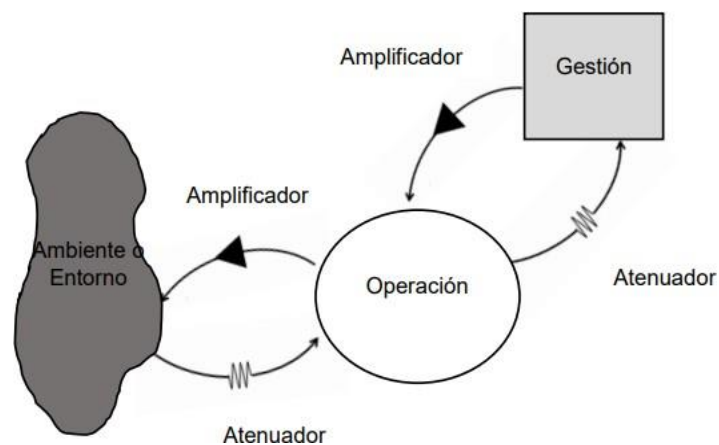 Amplificador
Gestión
Amplificador
Ambiente o
Entorno
Operación
Atenuador
Atenuador